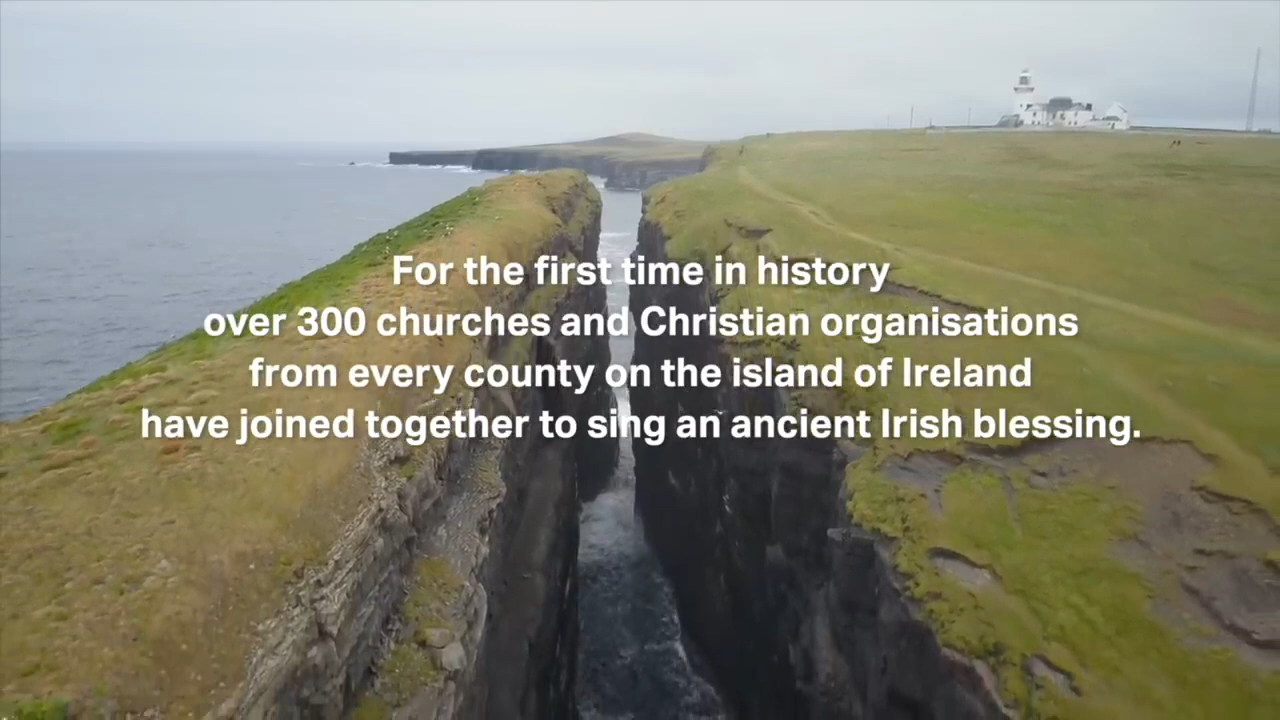 For the first time in history
over 300 churches and Christian organisations
from every county on the island of Ireland
have joined together to sing an ancient Irish blessing.